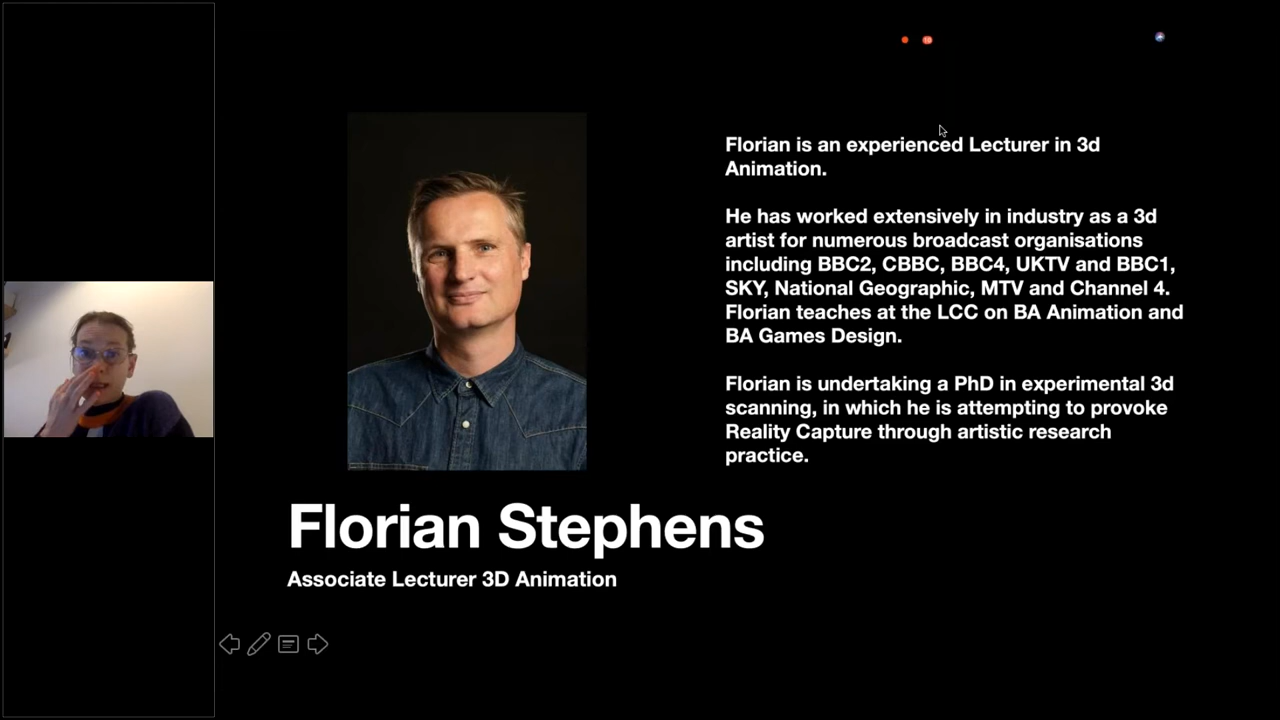 Florian is an experienced Lecturer in 3d
Animation.
He has worked extensively in industry as a 3d
artist for numerous broadcast organisations
including BBC2, CBBC, BBC4, UKTV and BBC1,
SKY, National Geographic, MTV and Channel 4.
Florian teaches at the LCC on BA Animation and
BA Games Design.
Florian is undertaking a PhD in experimental 3d
scanning, in which he is attempting to provoke
Reality Capture through artistic research
practice.
Florian Stephens
Associate Lecturer 3D Animation